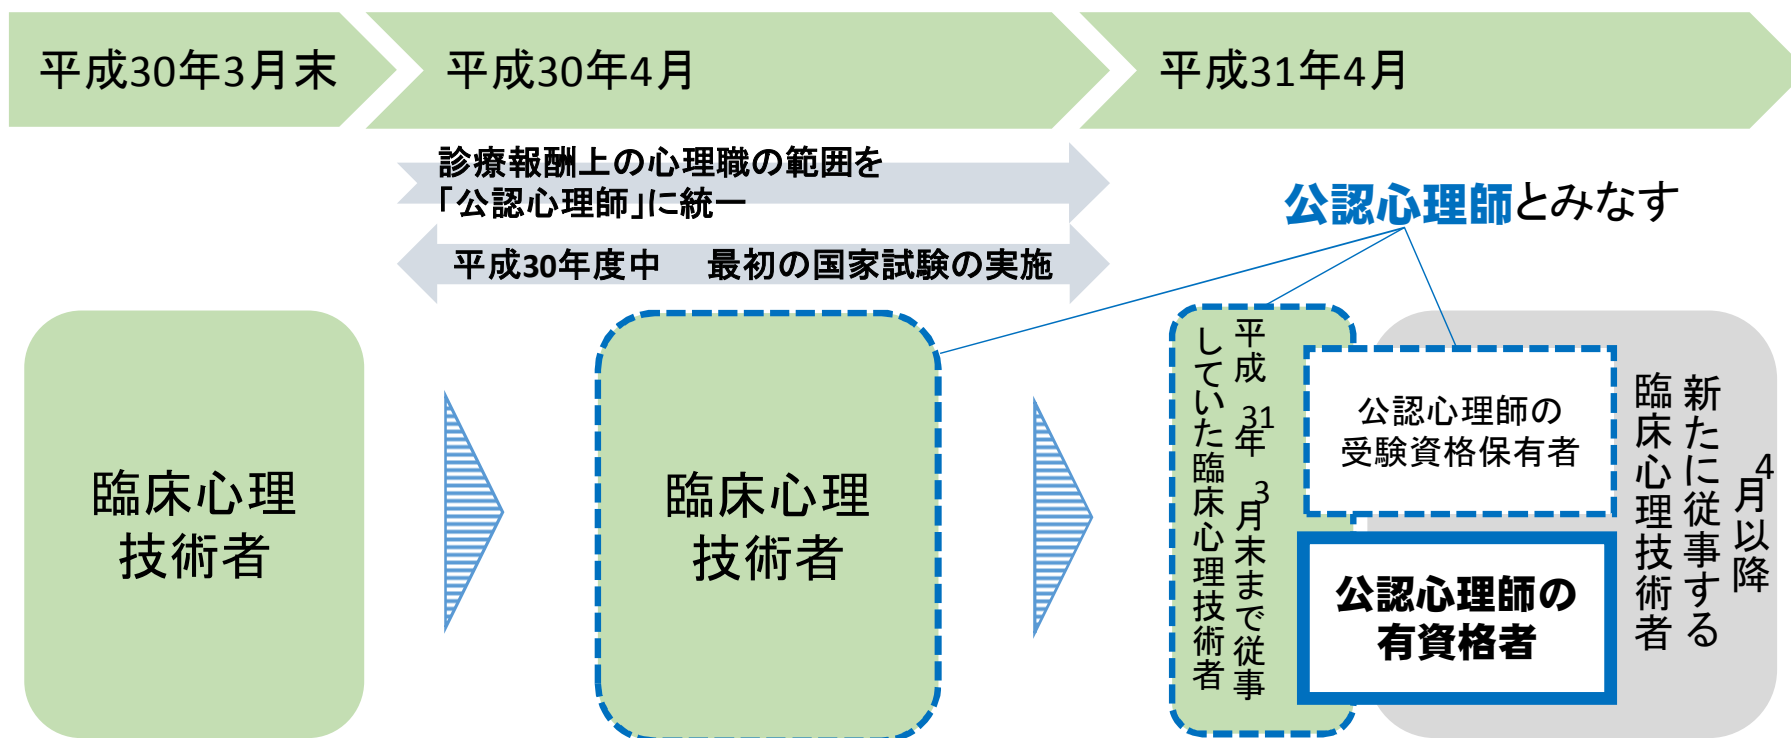 平成30年3月末
平成30年4月
平成31年4月
診療報酬上の心理職の範囲を
「公認心理師」に統一
平成30年度中 最初の国家試験の実施
公認心理師とみなす
臨床心理
技術者
臨床心理
技術者
平成31年3月末まで従事
していた臨床心理技術者
公認心理師の
受験資格保有者
公認心理師の
有資格者
4月以降
新たに従事する
臨床心理技術者